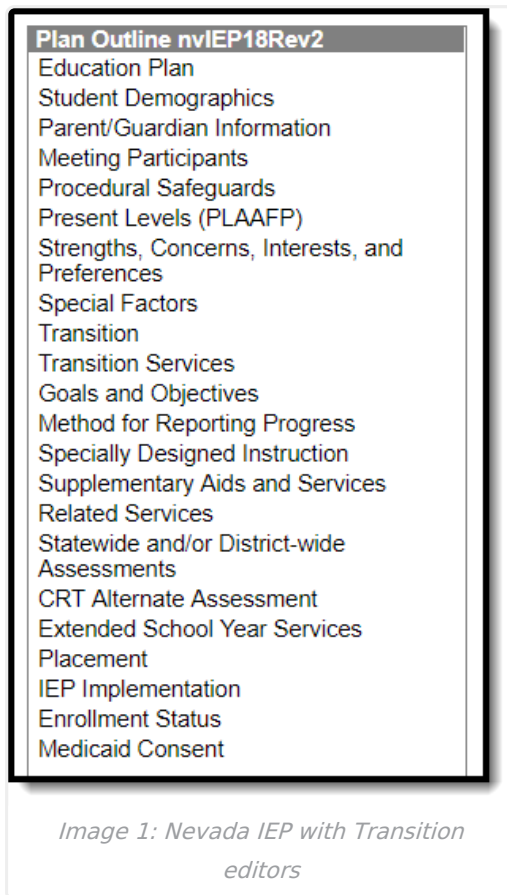 Plan Outline nvIEP18Rev2
Education Plan
Student Demographics
Parent/Guardian Information
Meeting Participants
Procedural Safeguards
Present Levels (PLAAFP)
Strengths, Concerns, Interests, and
Preferences
Special Factors
Transition
Transition Services
Goals and Objectives
Method for Reporting Progress
Specially Designed Instruction
Supplementary Aids and Services
Related Services
Statewide and/or District-wide
Assessments
CRT Alternate Assessment
Extended School Year Services
Placement
IEP Implementation
Enrollment Status
Medicaid Consent
Image 1: Nevada IEP with Transition
editors